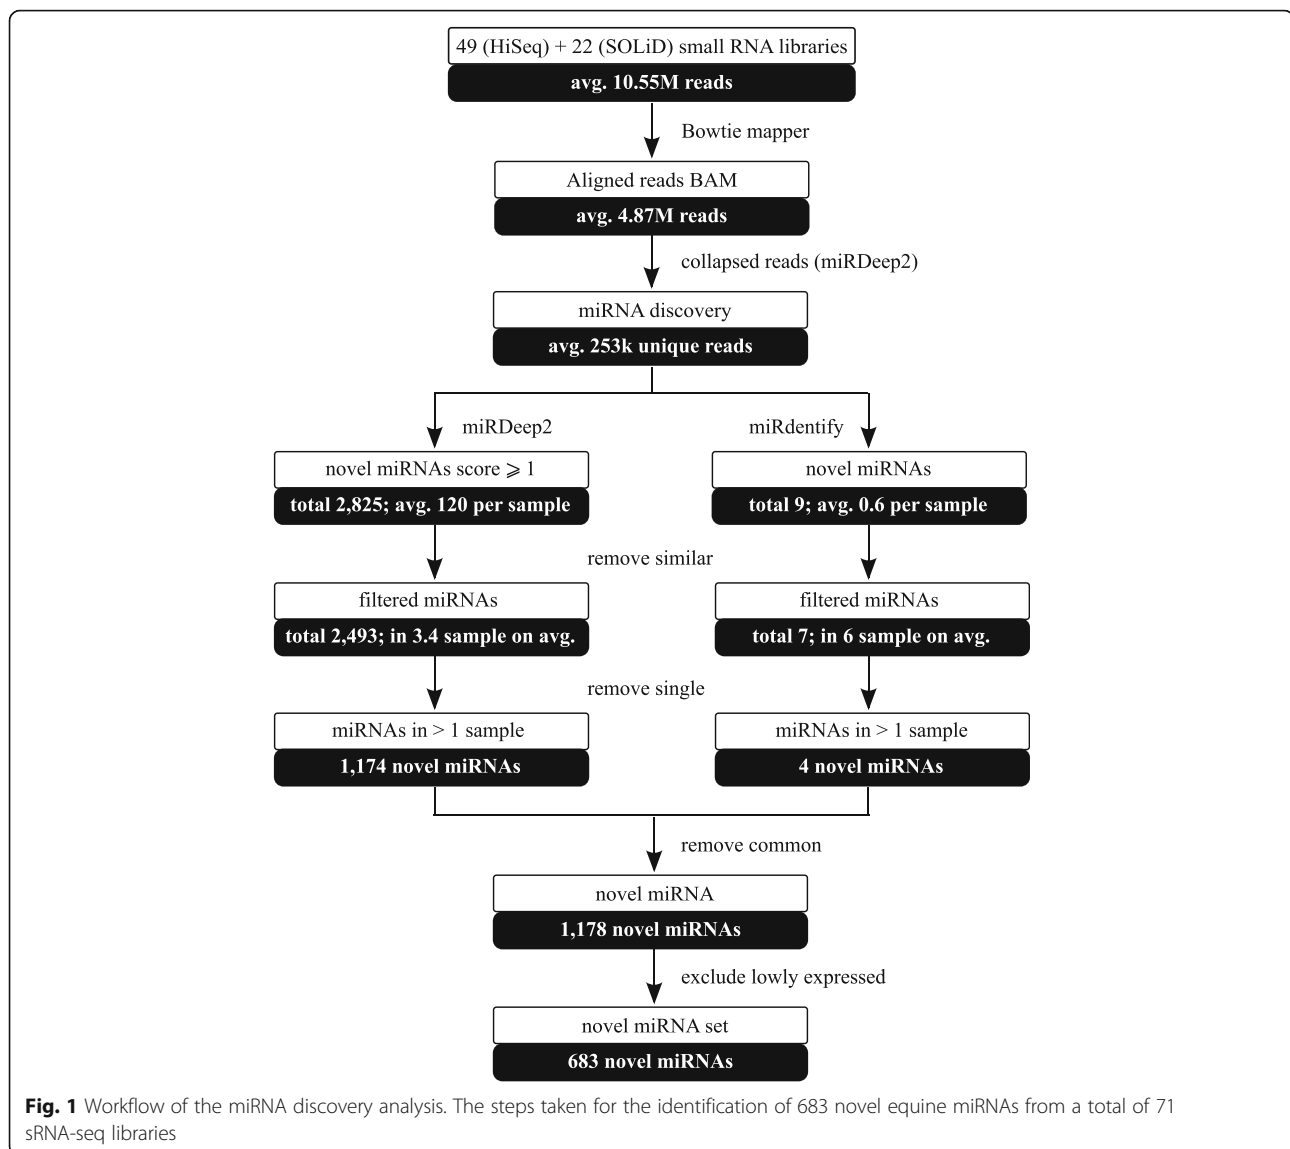 49 (HiSeq) + 22 (SOLiD) small RNA libraries
avg. 10.55M reads
Bowtie mapper
Aligned reads BAM
avg. 4.87M reads
collapsed reads (miRDeep2)
miRNA discovery
avg. 253k unique reads
miRDeep2
miRdentify
novel miRNAs score ⩾ 1
total 2,825; avg. 120 per sample
novel miRNAs
total 9; avg. 0.6 per sample
remove similar
filtered miRNAs
total 2,493; in 3.4 sample on avg.
filtered miRNAs
total 7; in 6 sample on avg.
remove single
miRNAs in > 1 sample
1,174 novel miRNAs
miRNAs in > 1 sample
4 novel miRNAs
remove common
novel miRNA
1,178 novel miRNAs
exclude lowly expressed
novel miRNA set
683 novel miRNAs
Fig. 1 Workflow of the miRNA discovery analysis. The steps taken for the identification of 683 novel equine miRNAs from a total of 71
sRNA-seq libraries